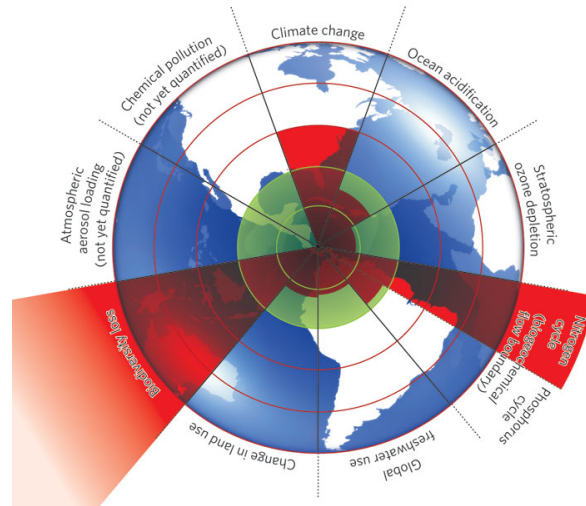 Climate change
Ocean acidification
Stratospheric
ozone depletion
Nitrogen
cycle
(biogeochemical
flow boundary)
Phosphorus
cycle
Global
freshwater use
Change in land use
Biodiversity loss
Atmospheric
aerosol loading
(not yet quantified)
Chemical pollution
(not yet quantified)